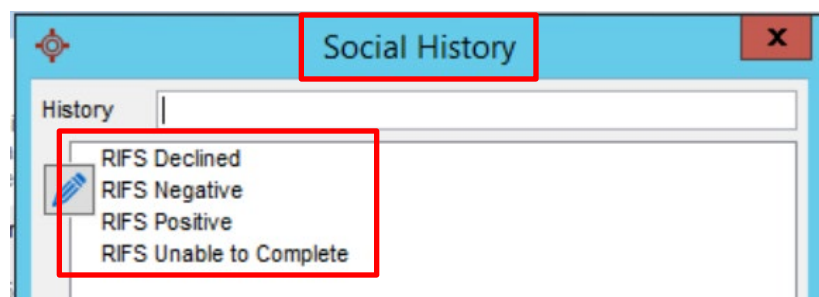 Social History
x
History
RIFS Declined
RIFS Negative
RIFS Positive
RIFS Unable to Complete